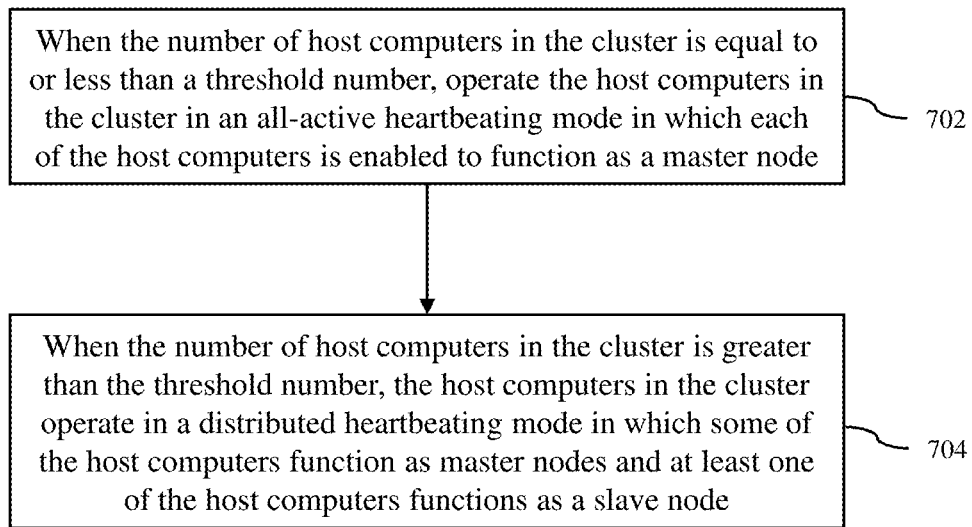 When the number of host computers in the cluster is equal to
or less than a threshold number, operate the host computers
in the cluster in an all-active heartbeating mode in which each
of the host computers is enabled to function as a master node
702
When the number of host computers in the cluster is greater
than the threshold number, the host computers in the cluster
operate in a distributed heartbeating mode in which some of
the host computers function as master nodes and at least one
of the host computers functions as a slave node
704